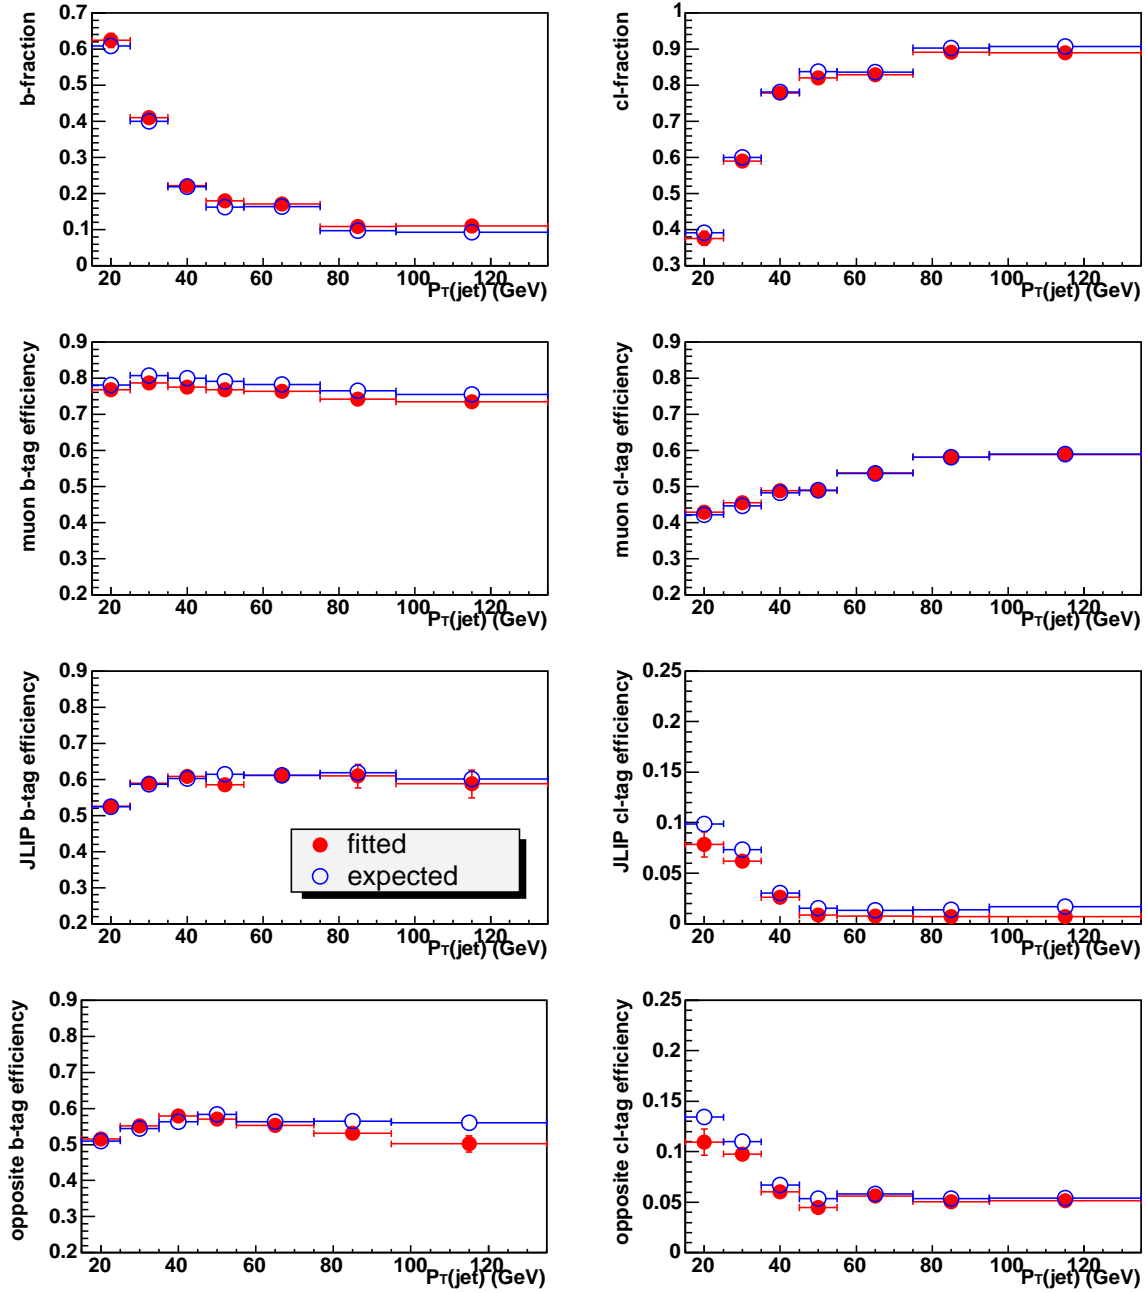 b-fraction
0.7
0.6
0.5
0.4
0.3
0.2
0.1
0
20 40 60 80 100 120
PT(jet) (GeV)
cl-fraction
1
0.9
0.8
0.7
0.6
0.5
0.4
0.3
20 40 60 80 100 120
PT(jet) (GeV)
muon b-tag efficiency
0.9
0.8
0.7
0.6
0.5
0.4
0.3
0.2
20 40 60 80 100 120
PT(jet) (GeV)
muon cl-tag efficiency
0.9
0.8
0.7
0.6
0.5
0.4
0.3
0.2
20 40 60 80 100 120
PT(jet) (GeV)
JLIP b-tag efficiency
0.9
0.8
0.7
0.6
0.5
0.4
0.3
0.2
fitted
expected
20 40 60 80 100 120
PT(jet) (GeV)
JLIP cl-tag efficiency
0.25
0.2
0.15
0.1
0.05
0
20 40 60 80 100 120
PT(jet) (GeV)
opposite b-tag efficiency
0.9
0.8
0.7
0.6
0.5
0.4
0.3
0.2
20 40 60 80 100 120
PT(jet) (GeV)
opposite cl-tag efficiency
0.25
0.2
0.15
0.1
0.05
0
20 40 60 80 100 120
PT(jet) (GeV)